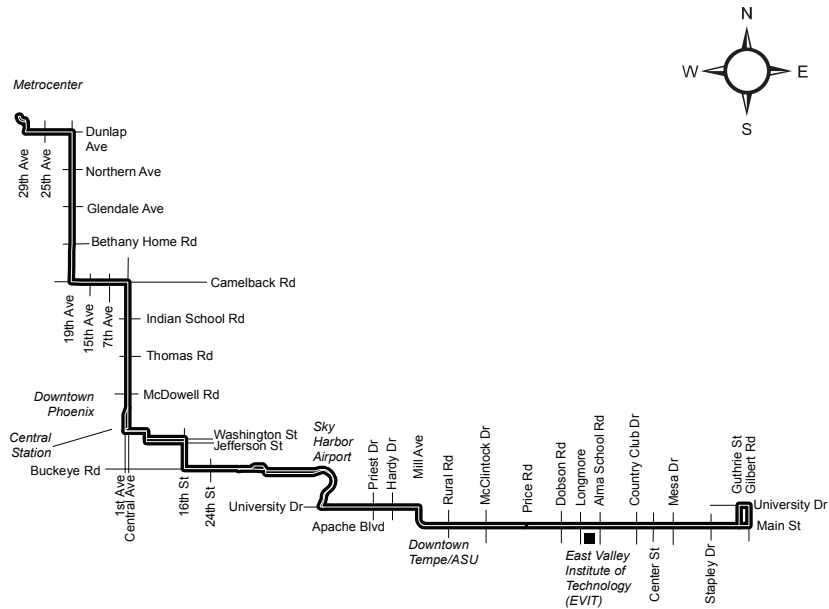 N
W
E
S
Metrocenter
Dunlap
Ave
29th Ave
25th Ave
Northern Ave
Glendale Ave
Bethany Home Rd
Camelback Rd
19th Ave
15th Ave
7th Ave
Indian School Rd
Thomas Rd
McDowell Rd
Downtown
Phoenix
Central
Station
Washington St
Jefferson St
Buckeye Rd
1st Ave
Central Ave
16th St
24th St
Sky
Harbor
Airport
University Dr
Priest Dr
Hardy Dr
Mill Ave
Apache Blvd
Rural Rd
McClintock Dr
Price Rd
Dobson Rd
Longmore
Alma School Rd
Country Club Dr
Mesa Dr
Guthrie St
Gilbert Rd
University Dr
Main St
Downtown
Tempe/ASU
East Valley
Institute of
Technology
(EVIT)
Center St
Stapley Dr